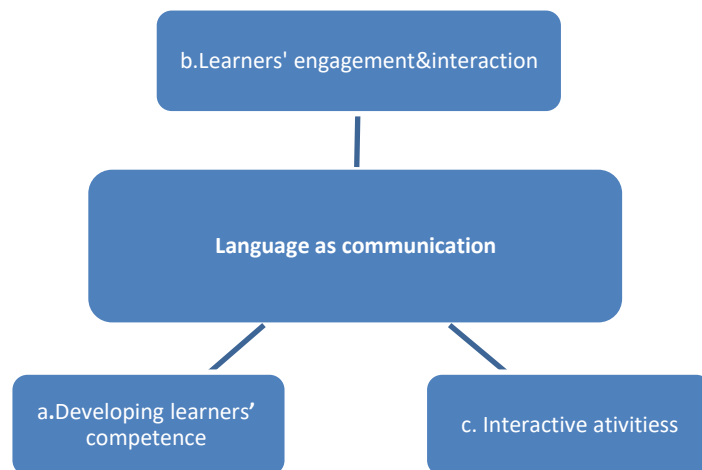 b.Learners' engagement&interaction
Language as communication
a.Developing learners’
competence
c. Interactive ativitiess